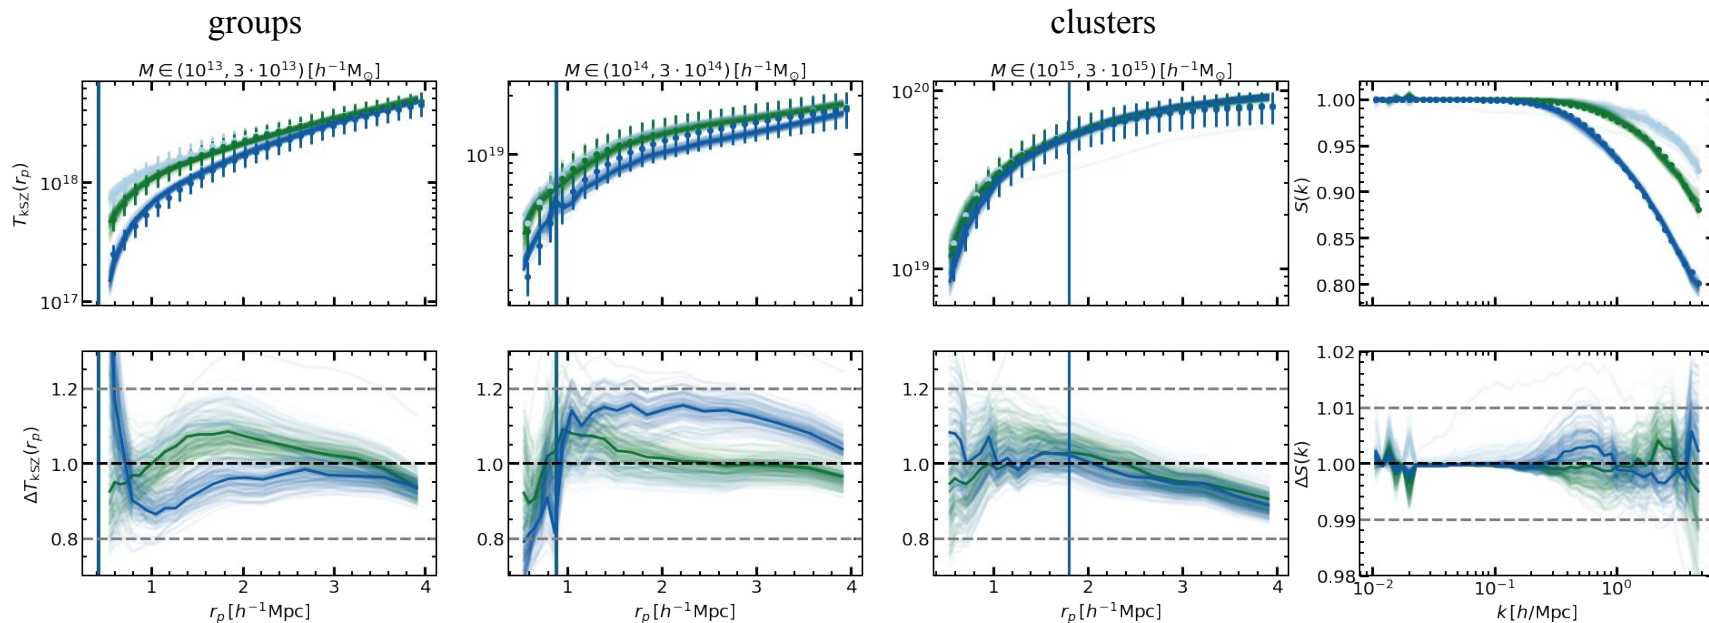 groups
clusters
M ∈ (10^13, 3 · 10^13) [h^−1 M_⊙]
M ∈ (10^14, 3 · 10^14) [h^−1 M_⊙]
M ∈ (10^15, 3 · 10^15) [h^−1 M_⊙]
T_kSZ(r_p)
10^18
10^17
10^19
10^20
10^19
S(k)
1.00
0.95
0.90
0.85
0.80
ΔT_kSZ(r_p)
1.2
1.0
0.8
1 2 3 4
r_p [h^−1 Mpc]
1.2
1.0
0.8
1 2 3 4
r_p [h^−1 Mpc]
1.2
1.0
0.8
1 2 3 4
r_p [h^−1 Mpc]
ΔS(k)
1.02
1.01
1.00
0.99
0.98
10^−2 10^−1 10^0
k [h/Mpc]